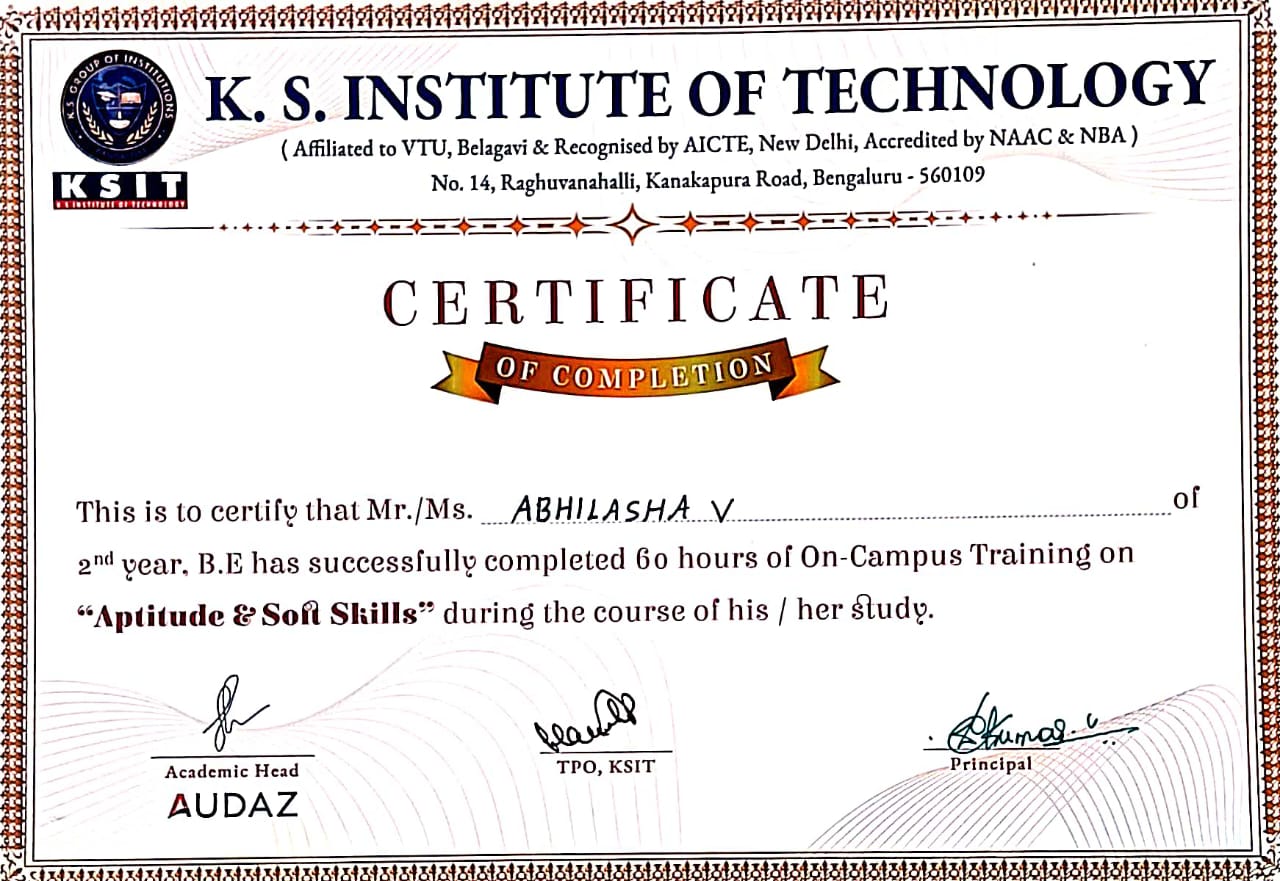 K. S. INSTITUTE OF TECHNOLOGY
( Affiliated to VTU, Belagavi & Recognised by AICTE, New Delhi, Accredited by NAAC & NBA )
No. 14, Raghuvanahalli, Kanakapura Road, Bengaluru - 560109
K S GROUP OF INSTITUTIONS
KSIT
K S INSTITUTE OF TECHNOLOGY
CERTIFICATE
OF COMPLETION
This is to certify that Mr./Ms. ABHILASHA V of
2nd year, B.E has successfully completed 60 hours of On-Campus Training on
“Aptitude & Soft Skills” during the course of his / her study.
Academic Head
AUDAZ
TPO, KSIT
Principal